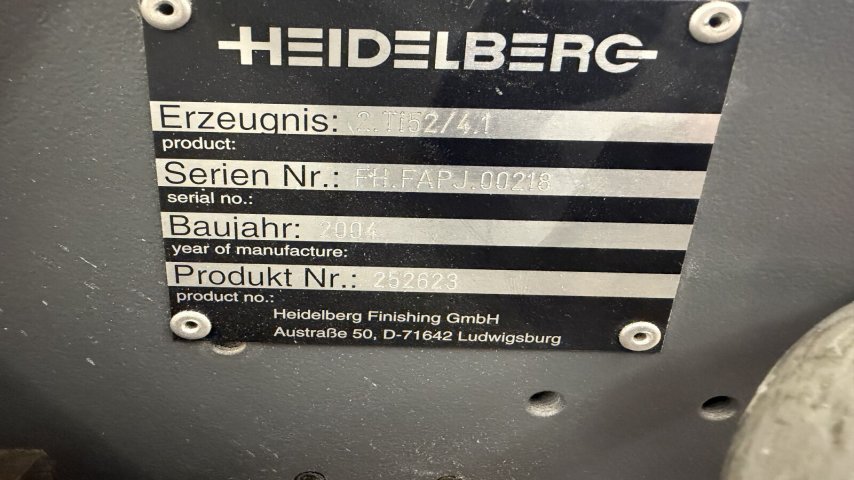 HEIDELBERG
Erzeugnis: 2.Ti52/4.1
product:
Serien Nr.: FH.FAPJ.00218
serial no.:
Baujahr: 2004
year of manufacture:
Produkt Nr.: 252623
product no.:
Heidelberg Finishing GmbH
Austraße 50, D-71642 Ludwigsburg